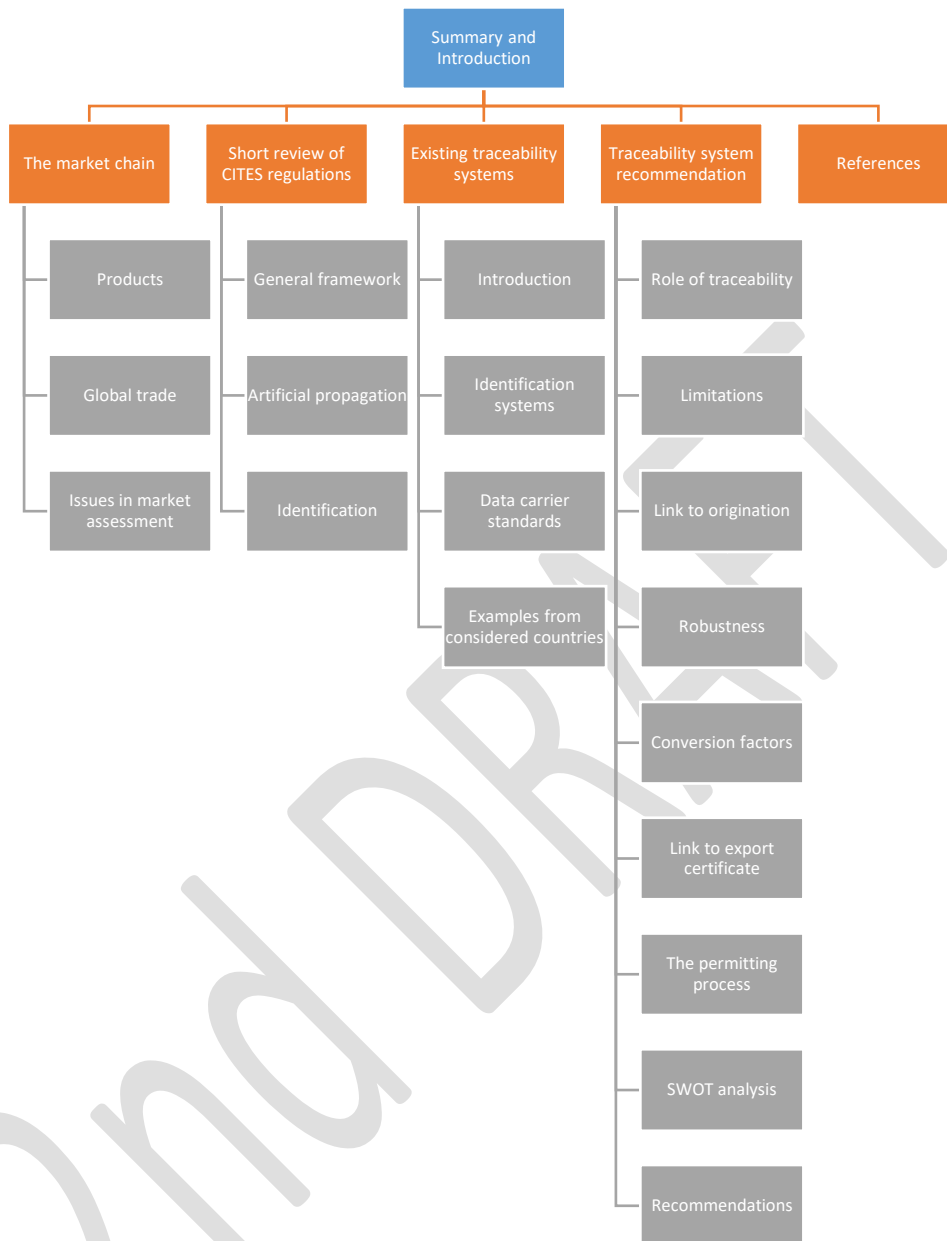 Summary and
Introduction
The market chain
Short review of
CITES regulations
Existing traceability
systems
Traceability system
recommendation
References
Products
Global trade
Issues in market
assessment
General framework
Artificial propagation
Identification
Introduction
Identification
systems
Data carrier
standards
Examples from
considered countries
Role of traceability
Limitations
Link to origination
Robustness
Conversion factors
Link to export
certificate
The permitting
process
SWOT analysis
Recommendations
2nd DRAFT